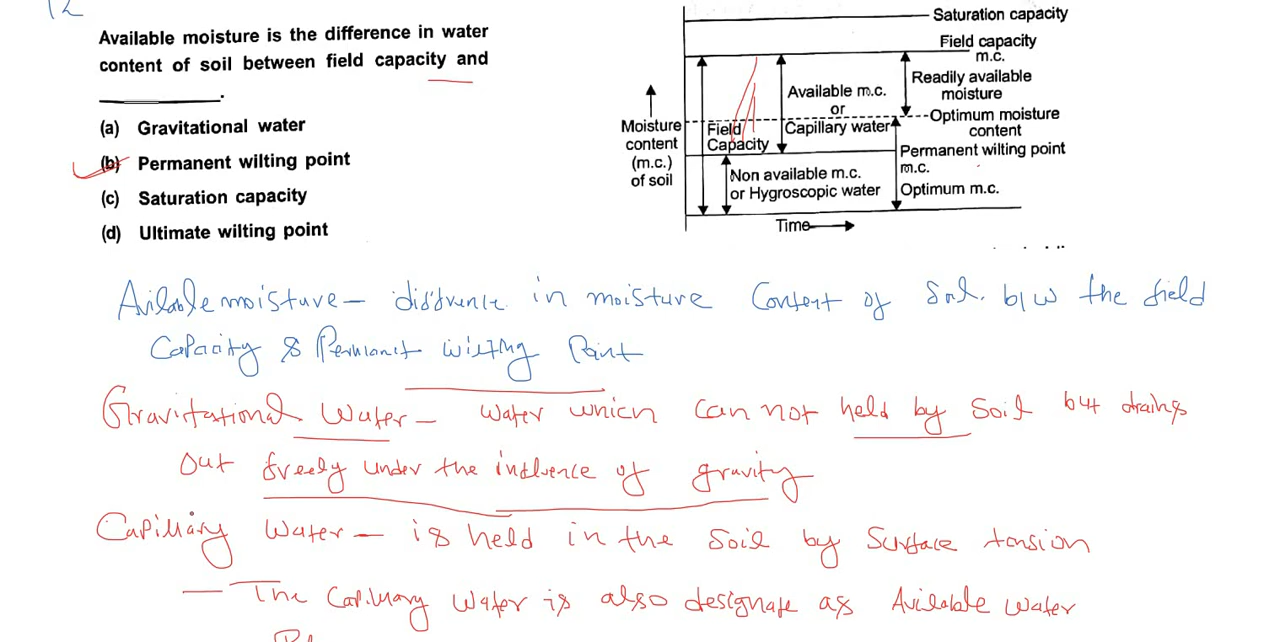 12
Available moisture is the difference in water
content of soil between field capacity and
__________.
(a) Gravitational water
(b) Permanent wilting point
(c) Saturation capacity
(d) Ultimate wilting point
Saturation capacity
Field capacity
m.c.
Readily available
moisture
Available m.c.
or
Capillary water
Optimum moisture
content
Moisture
content
(m.c.)
of soil
Field
Capacity
Permanent wilting point
m.c.
Non available m.c.
or Hygroscopic water
Optimum m.c.
Time
Avilable moisture – in moisture Content of Soil b/w the field
Capacity & Permanent wilting Point
Gravitational Water – Water which can not held by Soil but drains
out freely under the influence of gravity
Capillary Water – is held in the Soil by Surface tension
– The Capillary Water is also designate as Avilable water